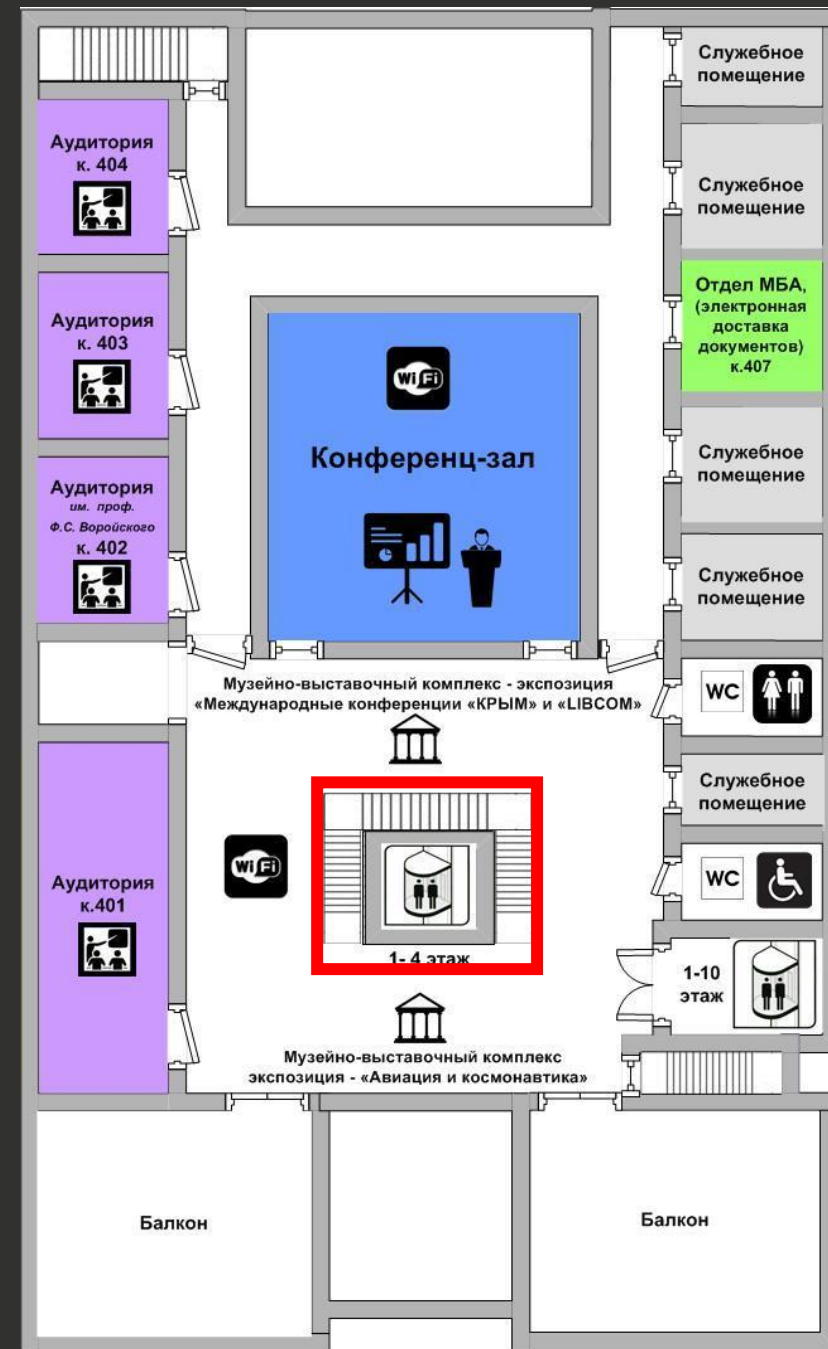 Служебное
помещение
Аудитория
к. 404
Служебное
помещение
Отдел МБА,
(электронная
доставка
документов)
к.407
Аудитория
к. 403
WiFi
Конференц-зал
Служебное
помещение
Аудитория
им. проф.
Ф.С. Воройского
к. 402
Служебное
помещение
Музейно-выставочный комплекс - экспозиция
«Международные конференции «КРЫМ» и «LIBCOM»
WC
Служебное
помещение
WiFi
Аудитория
к.401
WC
1- 4 этаж
1-10
этаж
Музейно-выставочный комплекс
экспозиция - «Авиация и космонавтика»
Балкон
Балкон